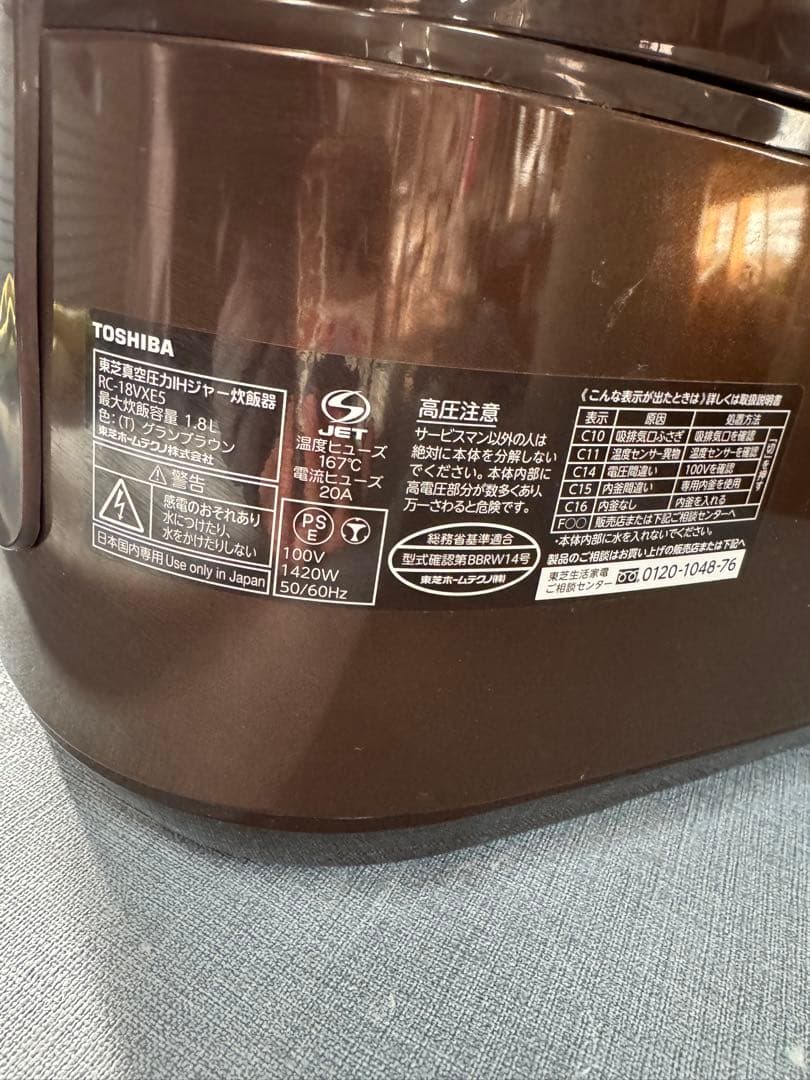 TOSHIBA
東芝真空圧力IHジャー炊飯器
RC-18VXE5
最大炊飯容量 1.8L
色:(T) グランブラウン
東芝ホームテクノ株式会社
警告
感電のおそれあり
水につけたり、
水をかけたりしない
日本国内専用 Use only in Japan
S
JET
温度ヒューズ
167℃
電流ヒューズ
20A
PS
E
100V
1420W
50/60Hz
高圧注意
サービスマン以外の人は
絶対に本体を分解しない
でください。本体内部に
高電圧部分が数多くあり、
万一さわると危険です。
総務省基準適合
型式確認第BBRW14号
東芝ホームテクノ(株)
《こんな表示が出たときは》詳しくは取扱説明書
表示 原因 処置方法
C10 吸排気口ふさぎ 吸排気口を確認
C11 温度センサー異物 温度センサーを確認
C14 電圧間違い 100Vを確認
C15 内釜間違い 専用内釜を使用
C16 内釜なし 内釜を入れる
「切」を押す
F○○ 販売店または下記ご相談センターへ
・本体内部に水を入れないでください。
製品のご相談はお買い上げの販売店または下記へ
東芝生活家電
ご相談センター 0120-1048-76